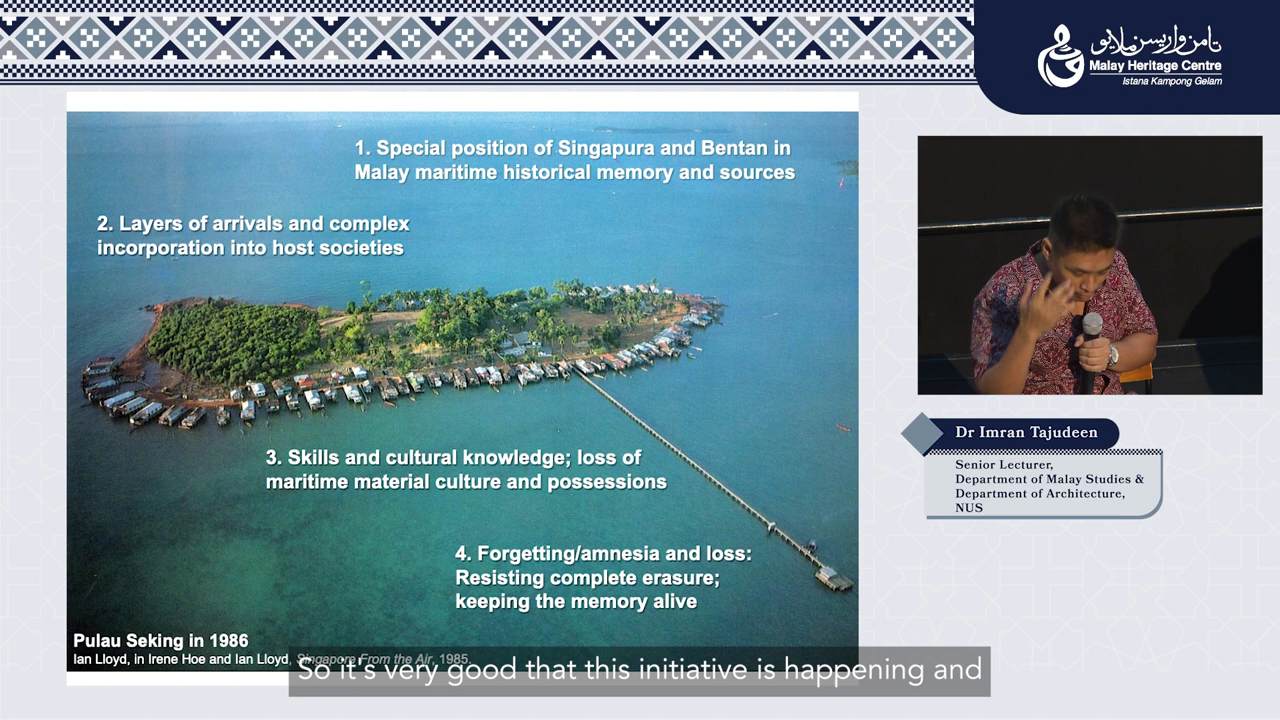 تامن واريسن ملايو
Malay Heritage Centre
Istana Kampong Gelam
1. Special position of Singapura and Bentan in
Malay maritime historical memory and sources
2. Layers of arrivals and complex
incorporation into host societies
3. Skills and cultural knowledge; loss of
maritime material culture and possessions
4. Forgetting/amnesia and loss:
Resisting complete erasure;
keeping the memory alive
Pulau Seking in 1986
Ian Lloyd, in Irene Hoe and Ian Lloyd, Singapore From the Air, 1985.
Dr Imran Tajudeen
Senior Lecturer,
Department of Malay Studies &
Department of Architecture,
NUS
So it's very good that this initiative is happening and